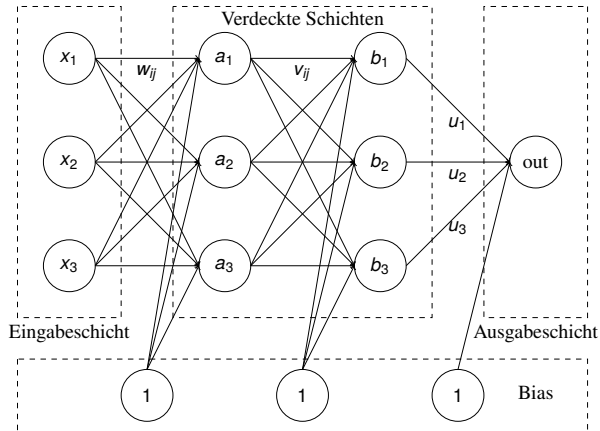 Verdeckte Schichten
x1 wij a1 vij b1
u1
x2 a2 b2 u2 out
u3
x3 a3 b3
Eingabeschicht Ausgabeschicht
1 1 1 Bias